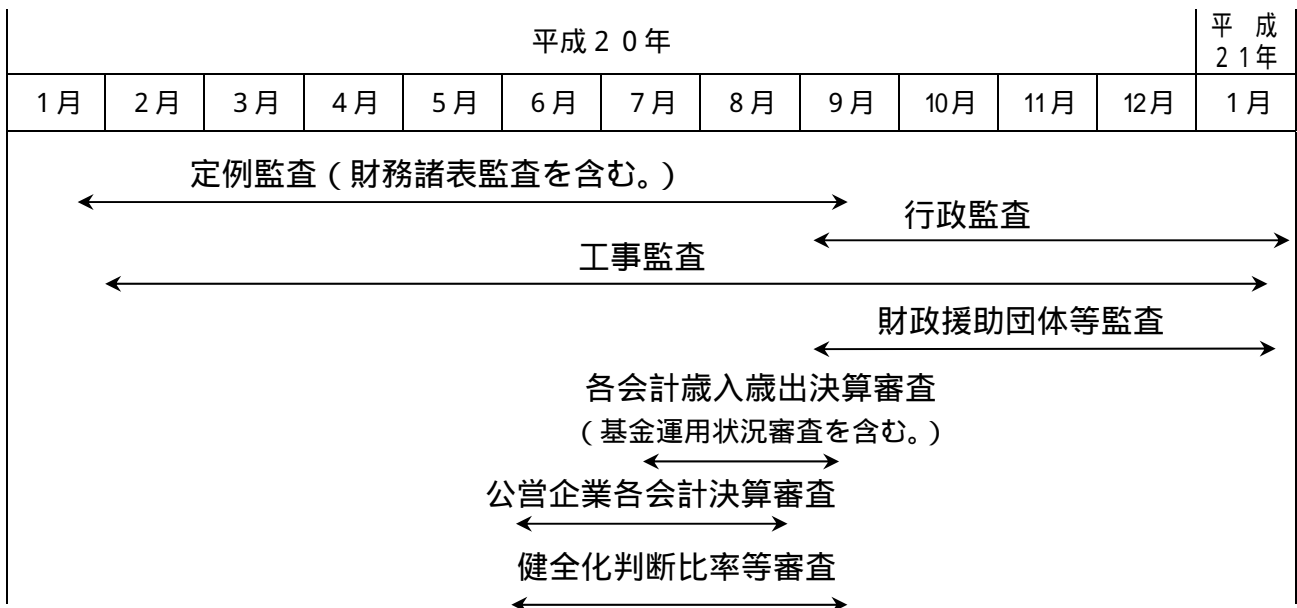 平成２０年
平成
２１年
1月 2月 3月 4月 5月 6月 7月 8月 9月 10月 11月 12月 1月
定例監査（財務諸表監査を含む。）
行政監査
工事監査
財政援助団体等監査
各会計歳入歳出決算審査
（基金運用状況審査を含む。）
公営企業各会計決算審査
健全化判断比率等審査